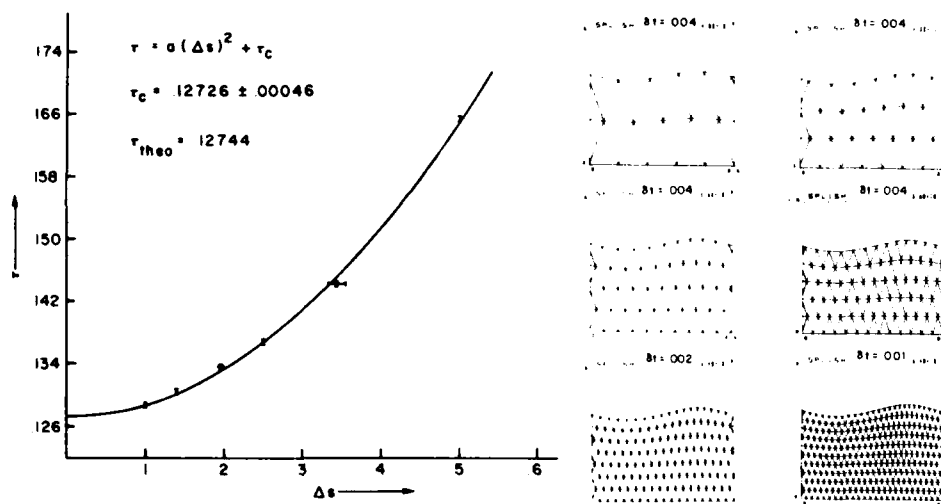 174
166
158
150
142
134
126
τ
τ = a(Δs)² + τc
τc = .12726 ± .00046
τtheo = .12744
1 2 3 4 5 6
Δs
δt=.004
δt=.004
δt=.004
δt=.004
δt=.002
δt=.001